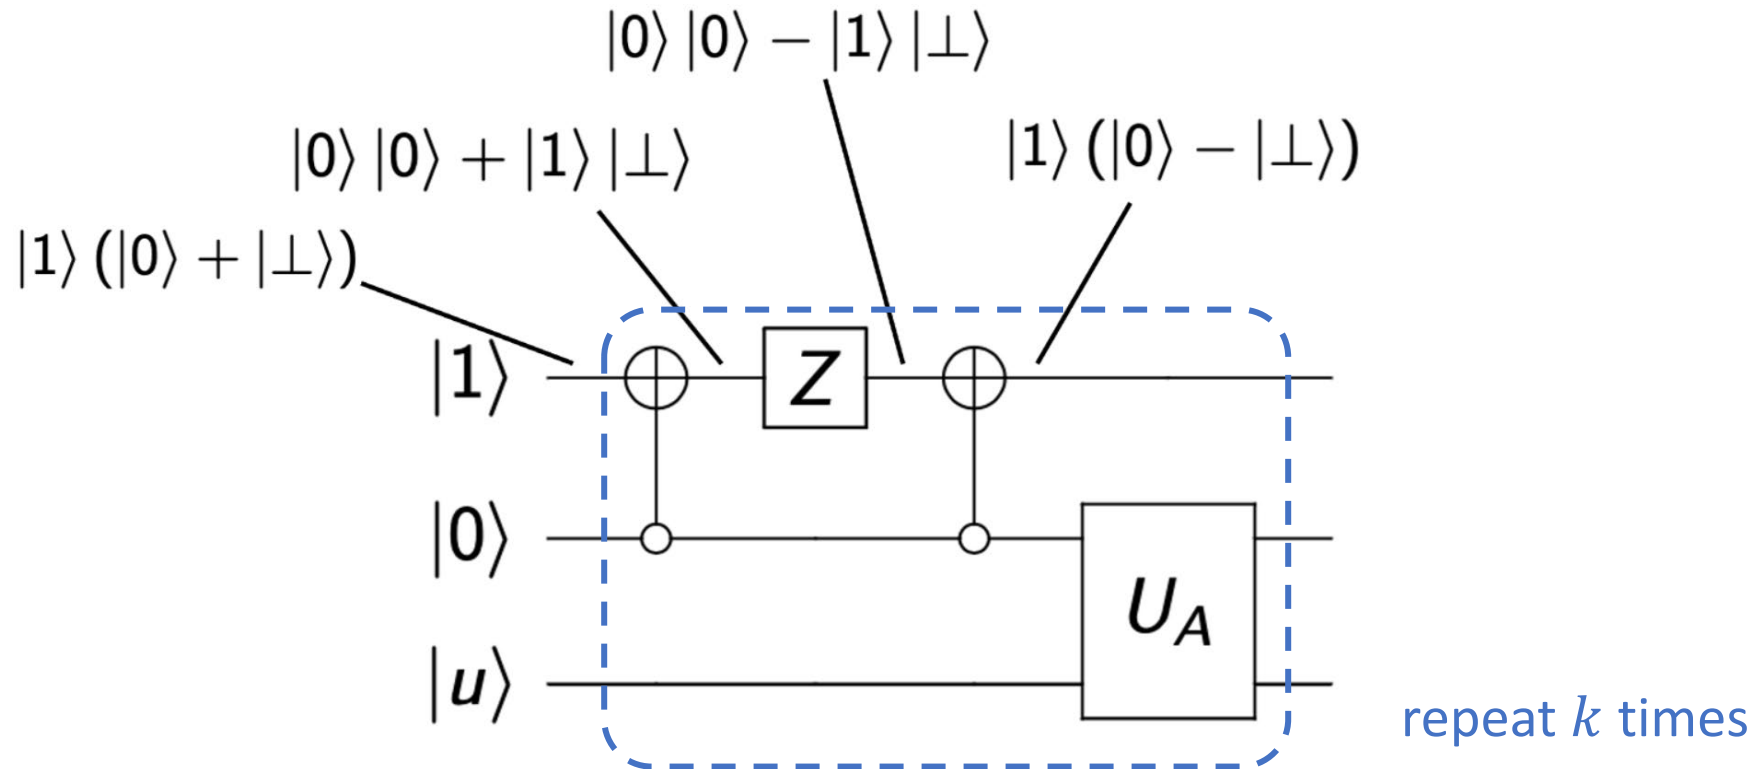 |0⟩ |0⟩ − |1⟩ |⊥⟩
|0⟩ |0⟩ + |1⟩ |⊥⟩
|1⟩ (|0⟩ − |⊥⟩)
|1⟩ (|0⟩ + |⊥⟩)
|1⟩
Z
|0⟩
U_A
|u⟩
repeat k times